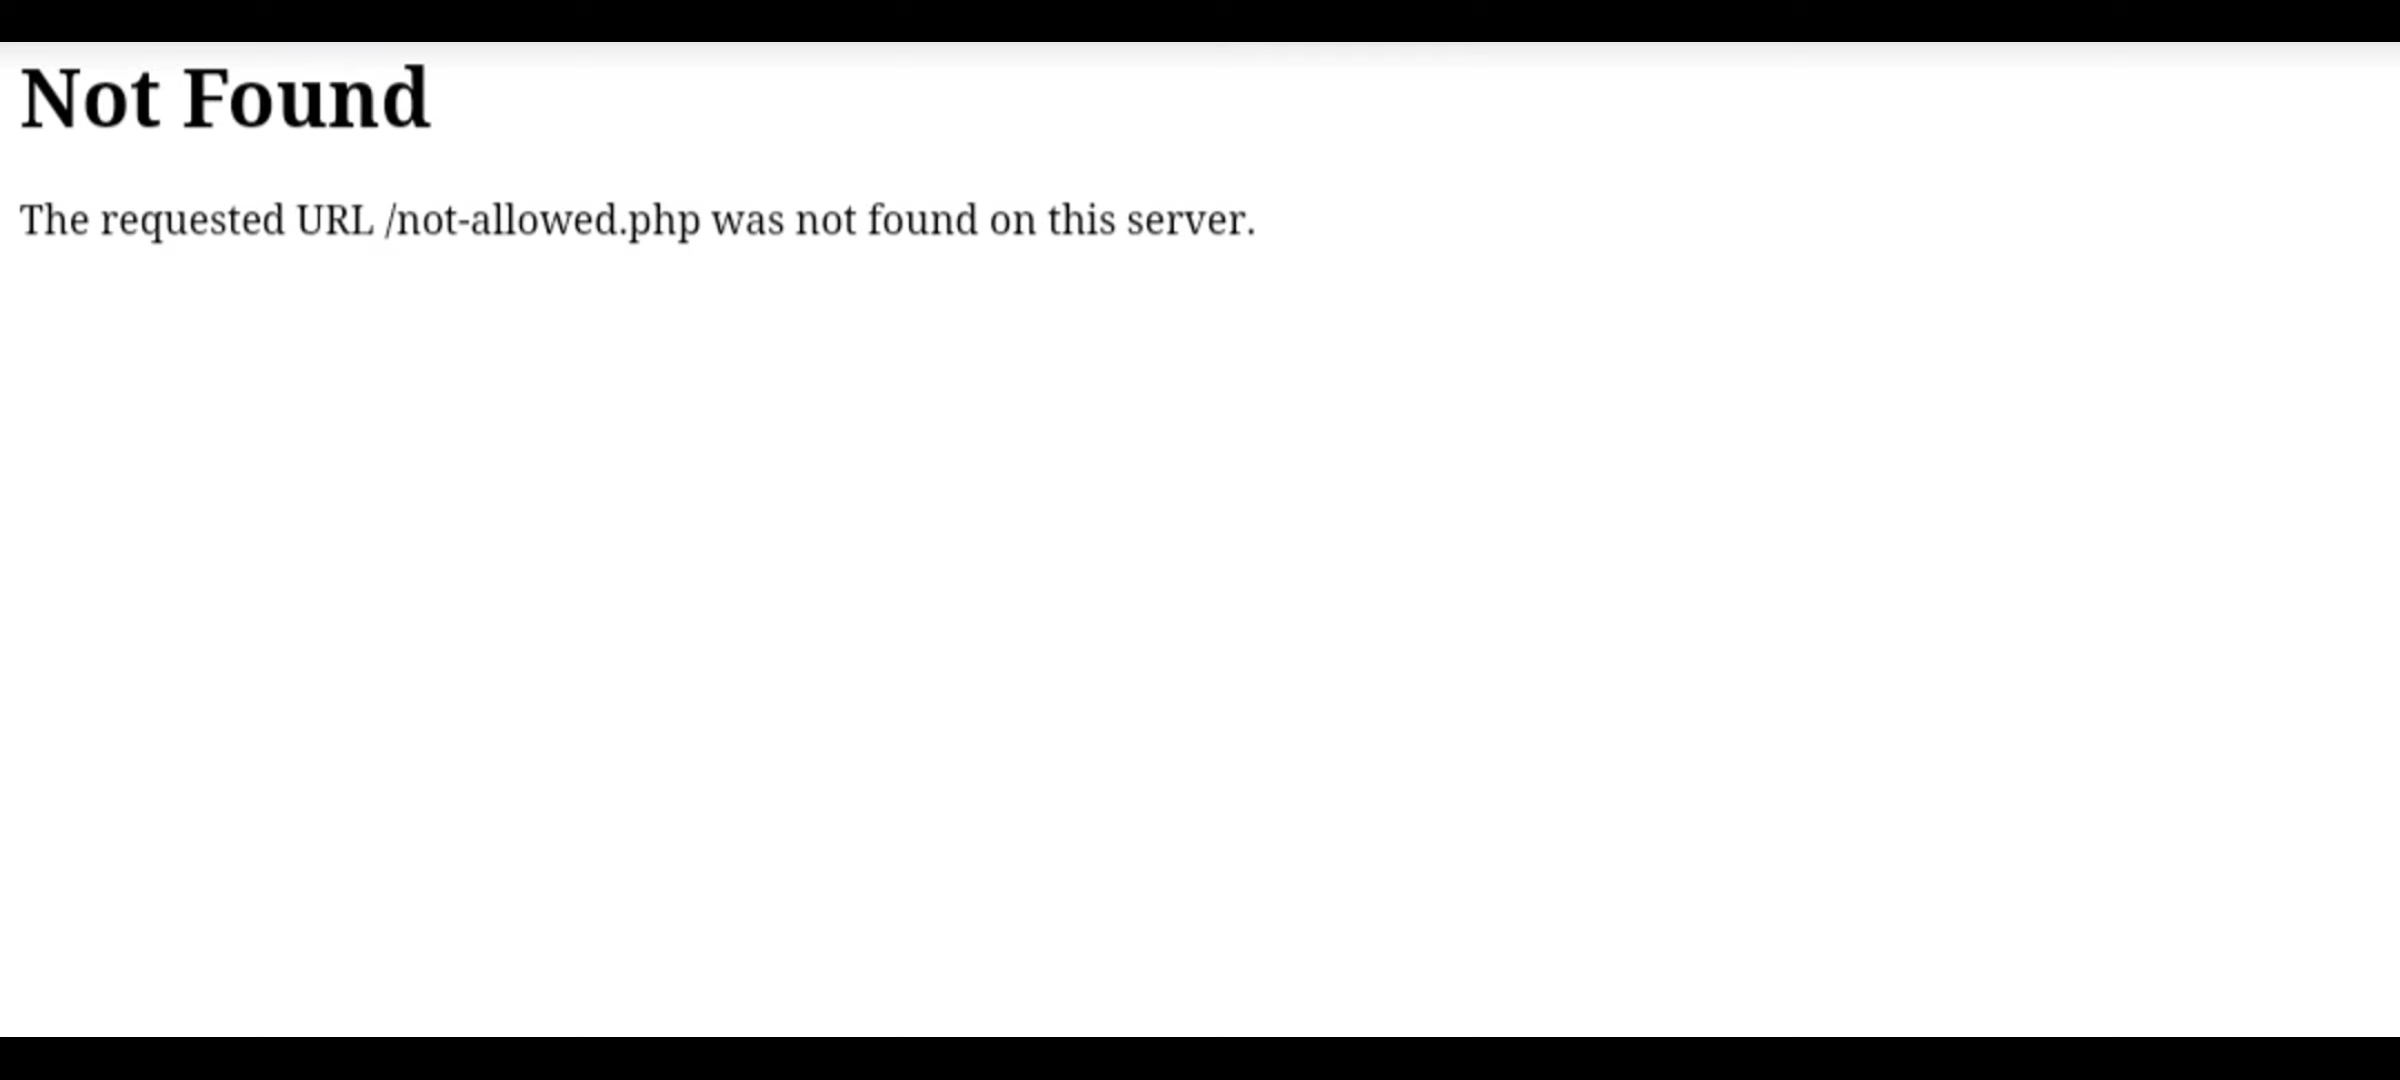 Not Found
The requested URL /not-allowed.php was not found on this server.